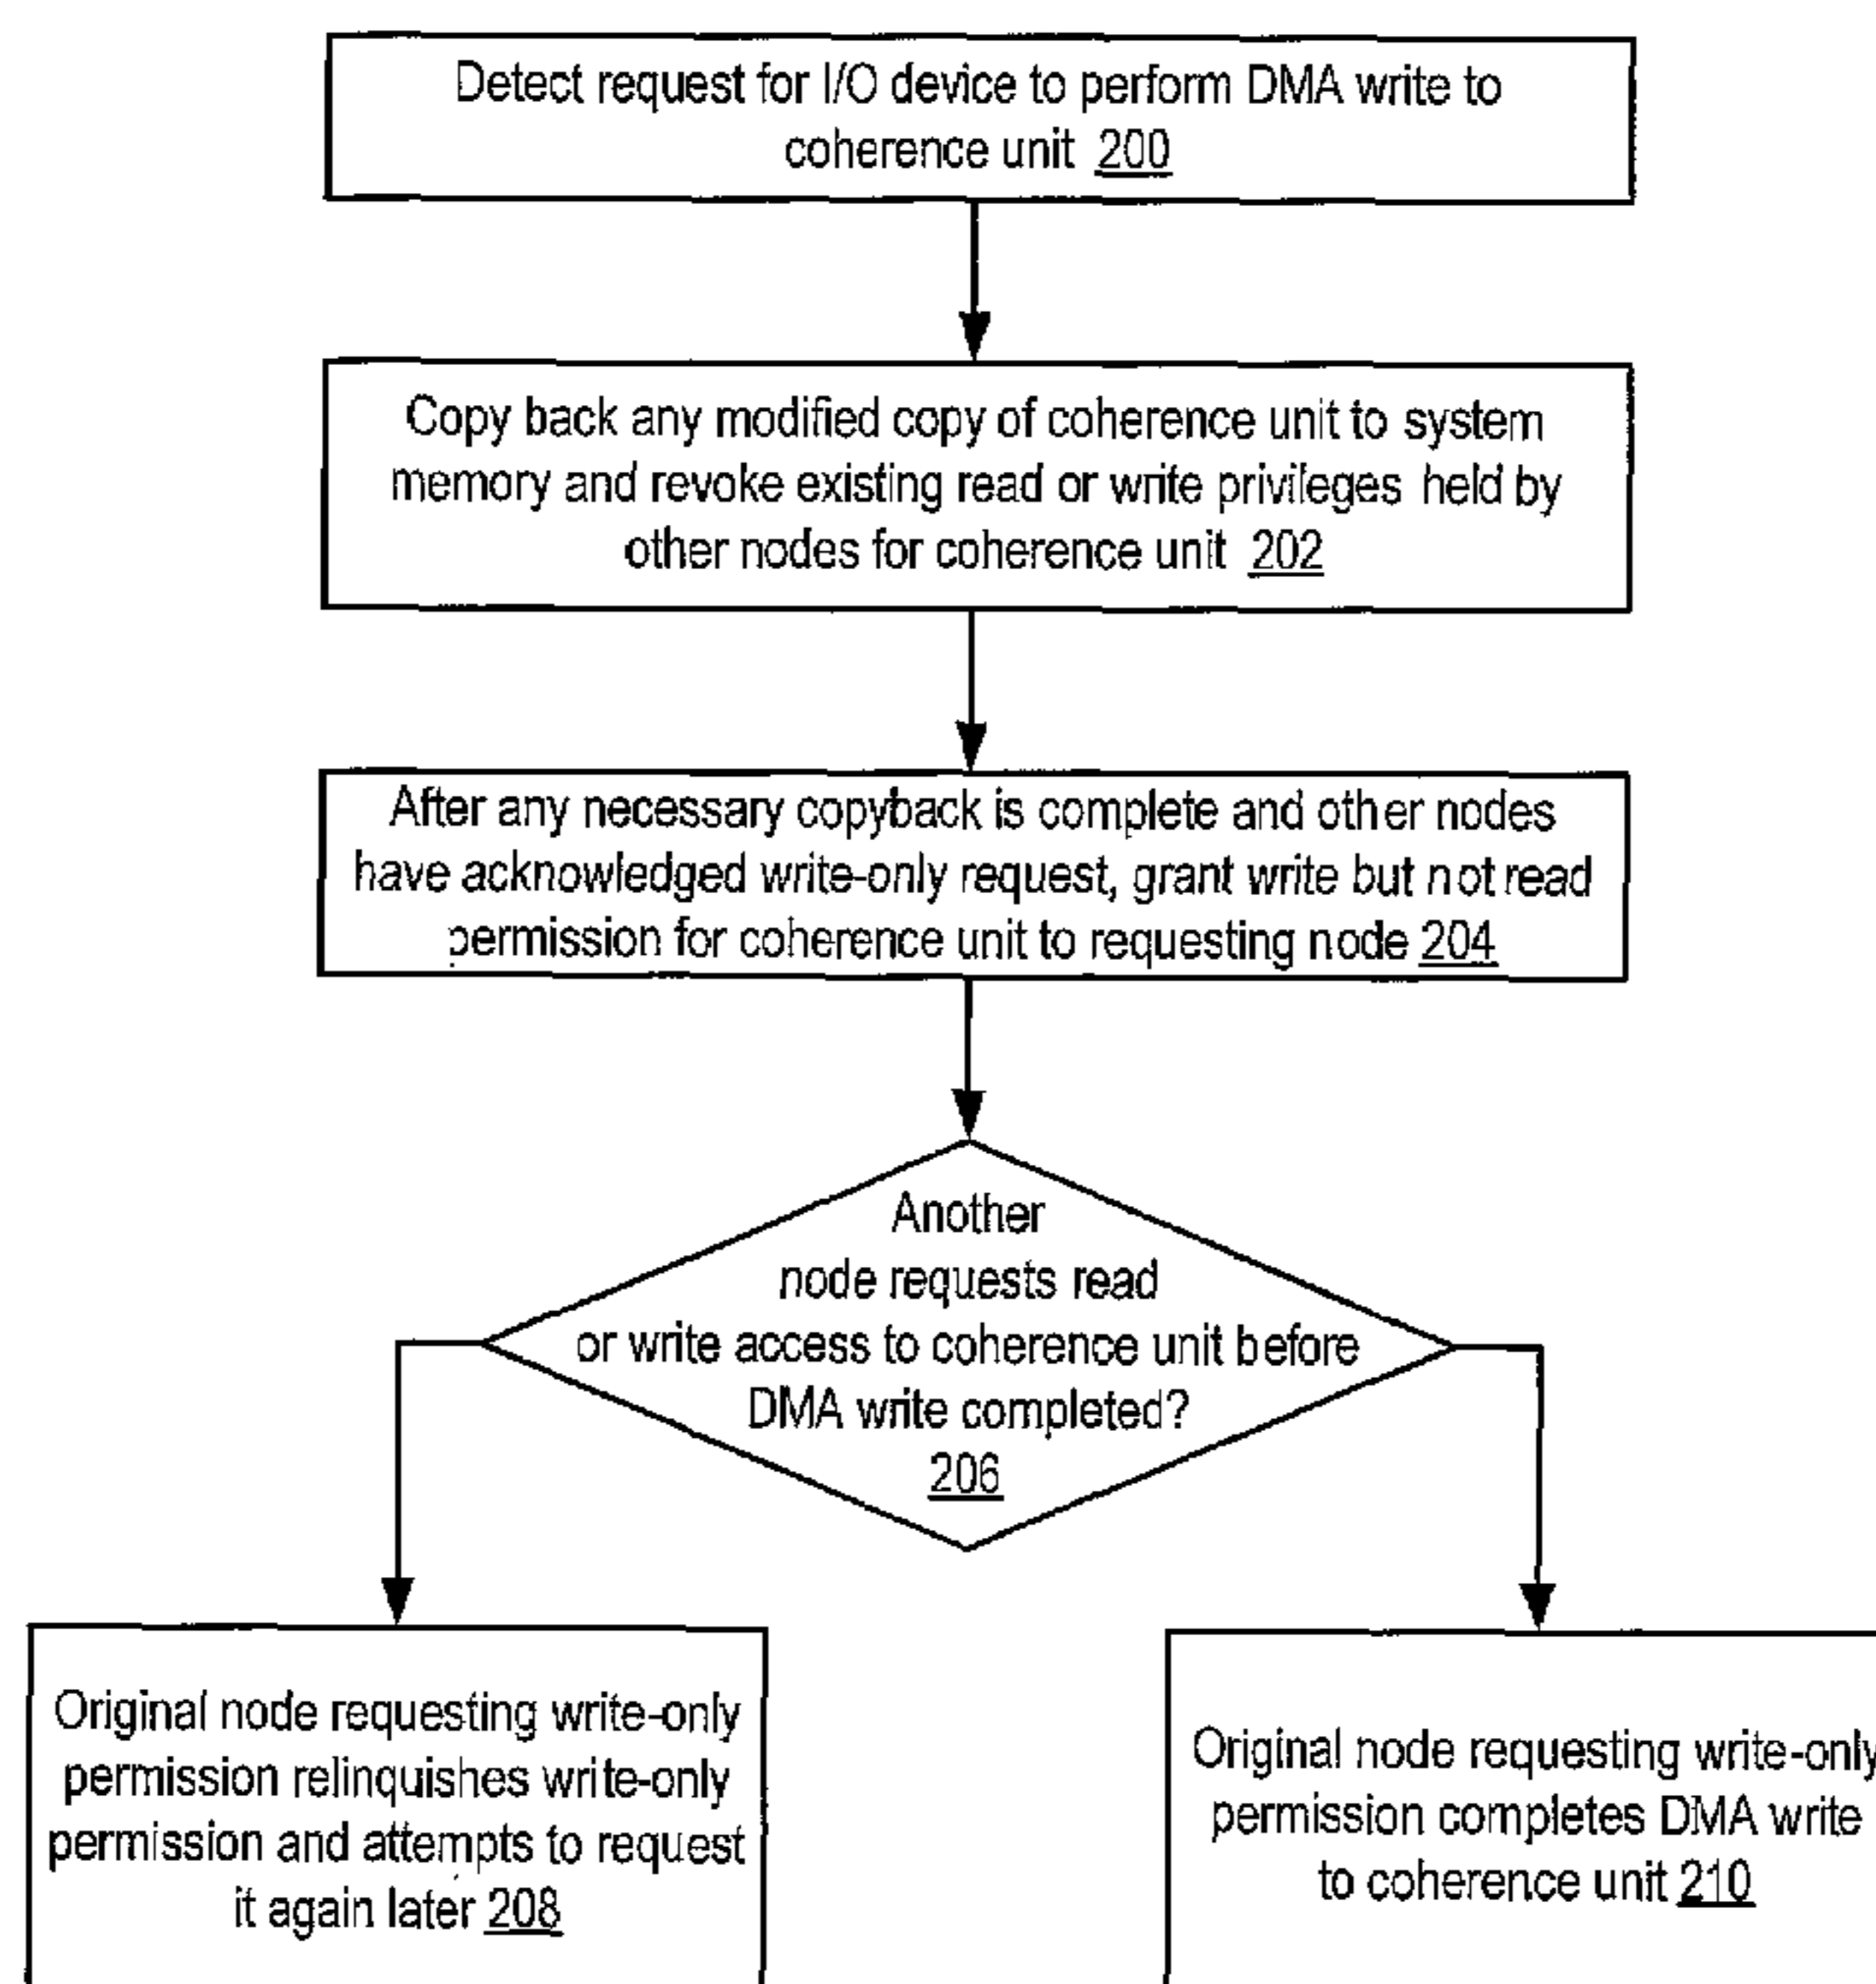 Detect request for I/O device to perform DMA write to
coherence unit 200
Copy back any modified copy of coherence unit to system
memory and revoke existing read or write privileges held by
other nodes for coherence unit 202
After any necessary copyback is complete and other nodes
have acknowledged write-only request, grant write but not read
permission for coherence unit to requesting node 204
Another
node requests read
or write access to coherence unit before
DMA write completed?
206
Original node requesting write-only
permission relinquishes write-only
permission and attempts to request
it again later 208
Original node requesting write-only
permission completes DMA write
to coherence unit 210